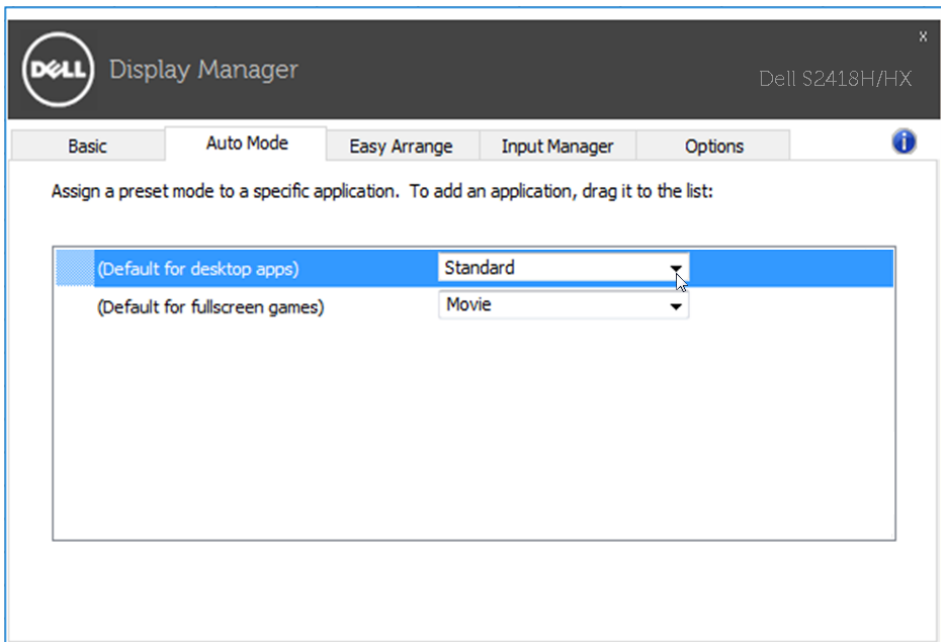 DELL Display Manager
x
Dell S2418H/HX
Basic Auto Mode Easy Arrange Input Manager Options i
Assign a preset mode to a specific application. To add an application, drag it to the list:
(Default for desktop apps) Standard
(Default for fullscreen games) Movie